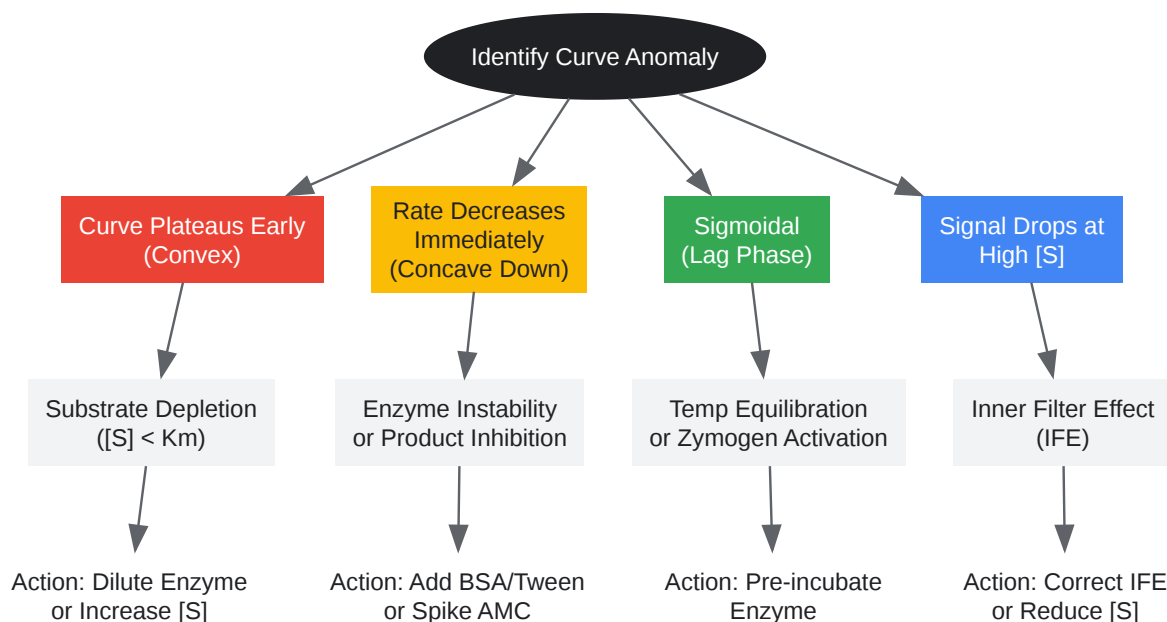 Identify Curve Anomaly
Curve Plateaus Early
(Convex)
Rate Decreases
Immediately
(Concave Down)
Sigmoidal
(Lag Phase)
Signal Drops at
High [S]
Substrate Depletion
([S] < Km)
Enzyme Instability
or Product Inhibition
Temp Equilibration
or Zymogen Activation
Inner Filter Effect
(IFE)
Action: Dilute Enzyme
or Increase [S]
Action: Add BSA/Tween
or Spike AMC
Action: Pre-incubate
Enzyme
Action: Correct IFE
or Reduce [S]